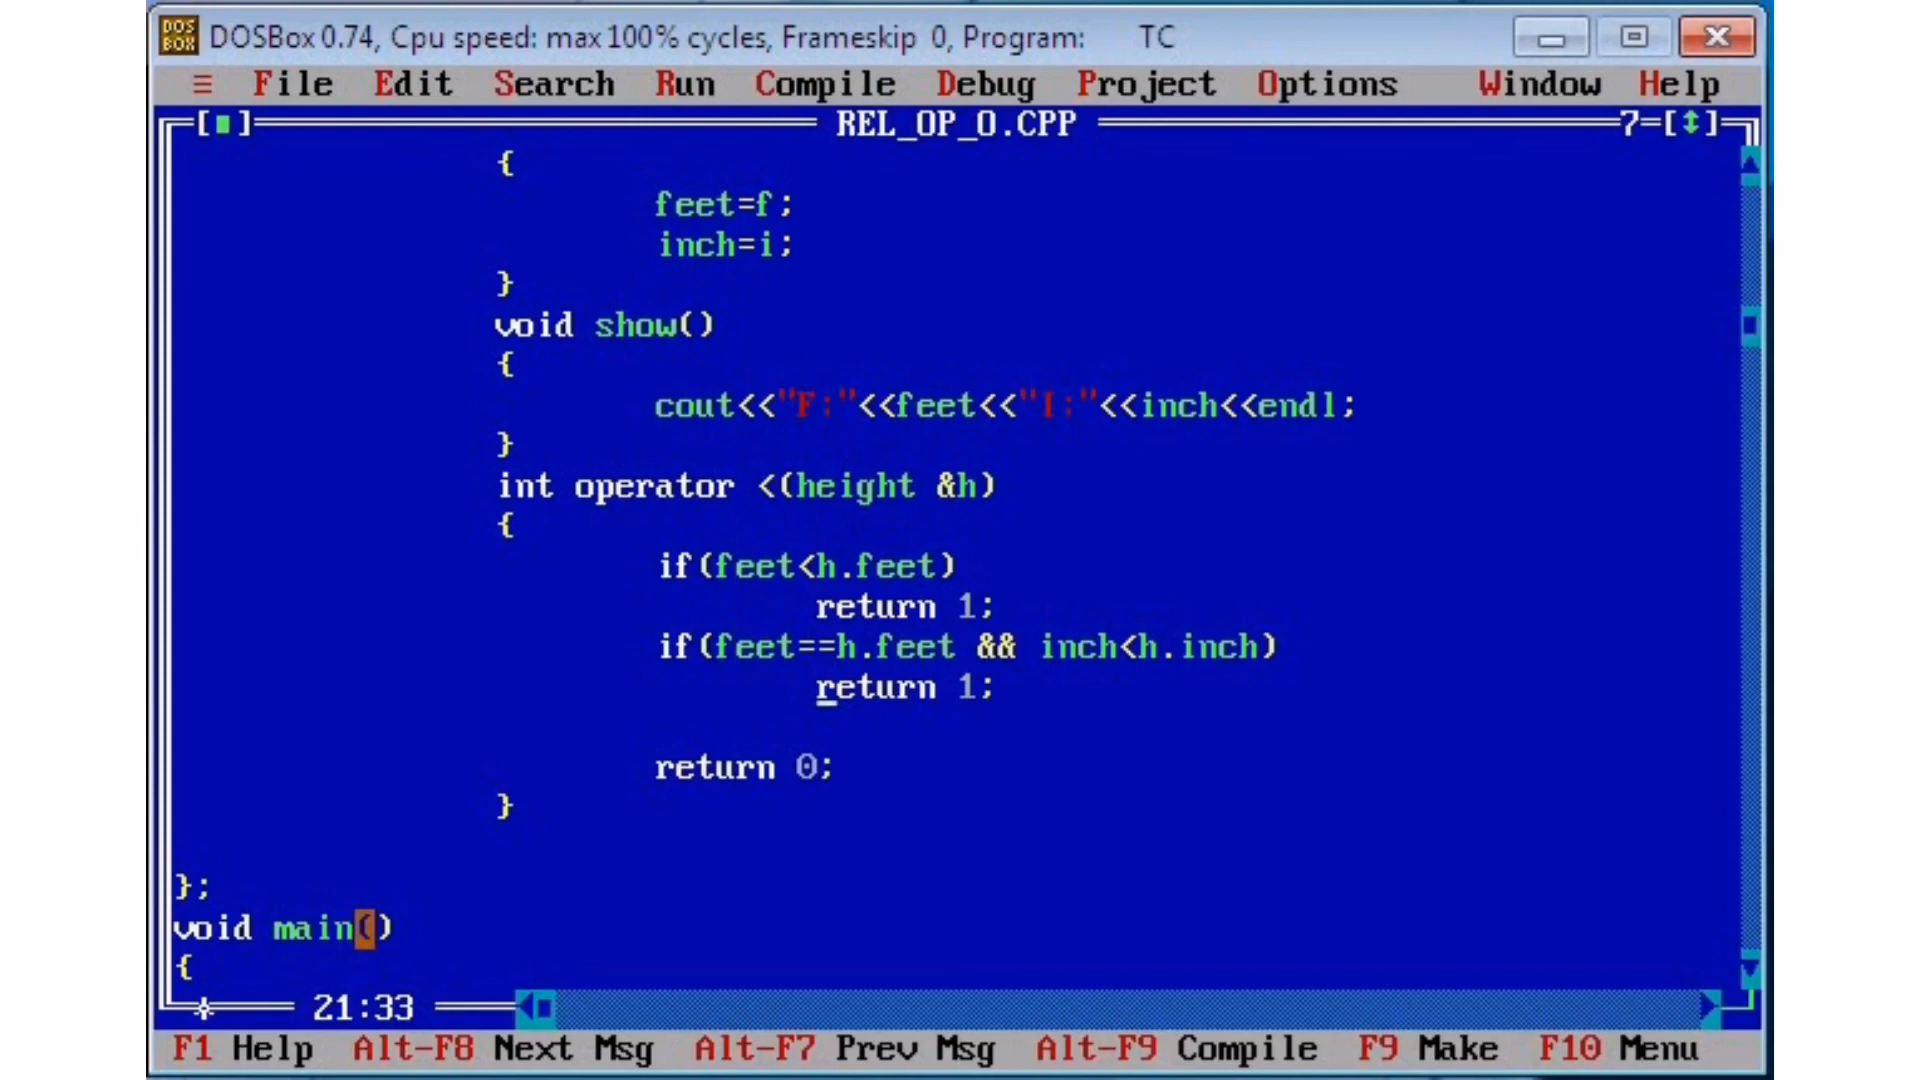 DOS BOX DOSBox 0.74, Cpu speed: max 100% cycles, Frameskip 0, Program: TC
≡ File Edit Search Run Compile Debug Project Options Window Help
[■] REL_OP_O.CPP 7=[↕]
{
feet=f;
inch=i;
}
void show()
{
cout<<"F:"<<feet<<"I:"<<inch<<endl;
}
int operator <(height &h)
{
if(feet<h.feet)
return 1;
if(feet==h.feet && inch<h.inch)
return 1;
return 0;
}
};
void main()
{
21:33
F1 Help Alt-F8 Next Msg Alt-F7 Prev Msg Alt-F9 Compile F9 Make F10 Menu